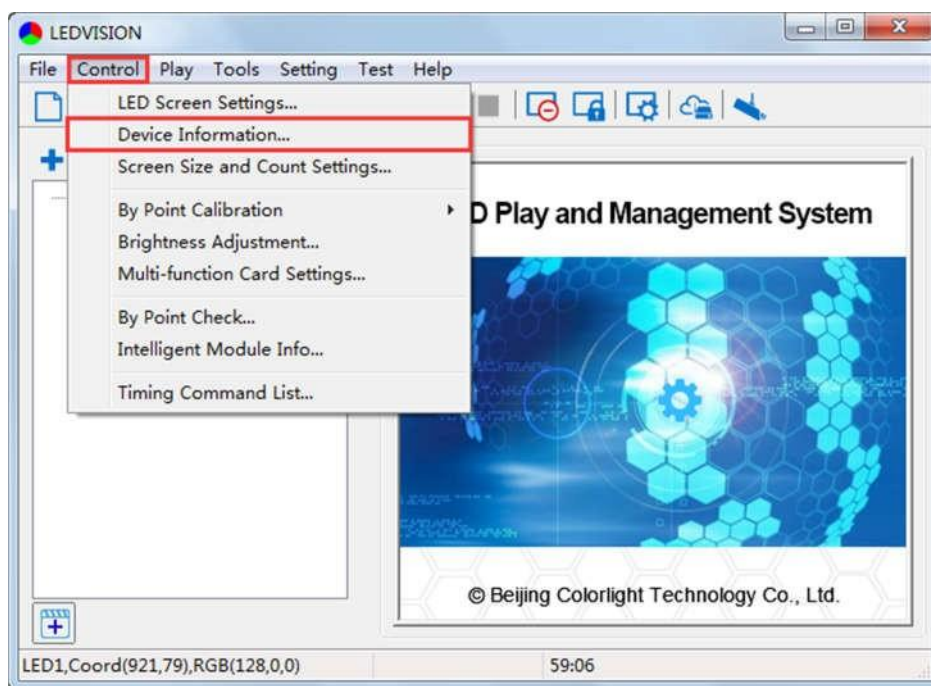 LEDVISION
File Control Play Tools Setting Test Help
LED Screen Settings...
Device Information...
Screen Size and Count Settings...
By Point Calibration
Brightness Adjustment...
Multi-function Card Settings...
By Point Check...
Intelligent Module Info...
Timing Command List...
D Play and Management System
© Beijing Colorlight Technology Co., Ltd.
LED1,Coord(921,79),RGB(128,0,0) 59:06